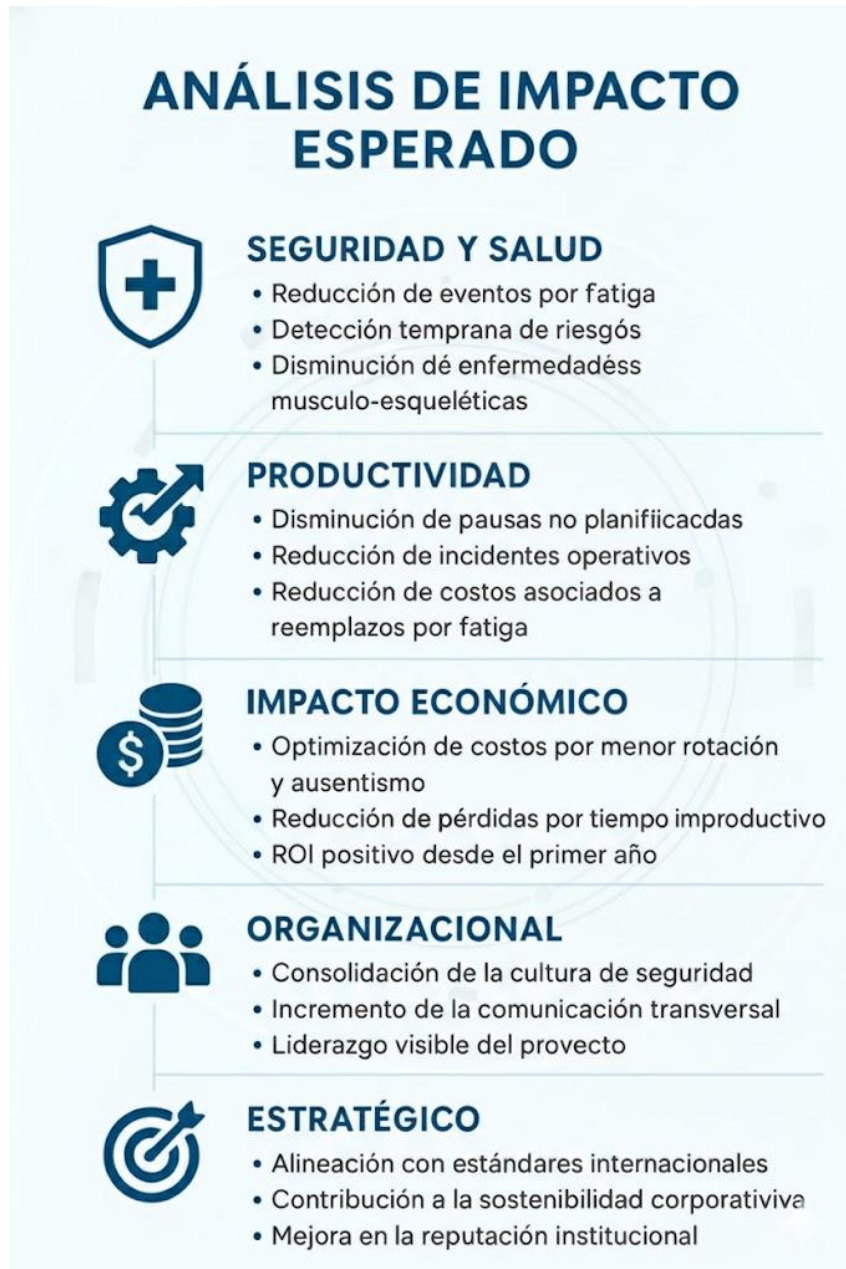 ANÁLISIS DE IMPACTO
ESPERADO
SEGURIDAD Y SALUD
• Reducción de eventos por fatiga
• Detección temprana de riesgós
• Disminución dé enfermedadèss
musculo-esqueléticas
PRODUCTIVIDAD
• Disminución de pausas no planifiicacdas
• Reducción de incidentes operativos
• Reducción de costos asociados a
reemplazos por fatiga
$
IMPACTO ECONÓMICO
• Optimización de costos por menor rotación
y ausentismo
• Reducción de pérdidas por tiempo improductivo
• ROI positivo desde el primer año
ORGANIZACIONAL
• Consolidación de la cultura de seguridad
• Incremento de la comunicación transversal
• Liderazgo visible del provecto
ESTRATÉGICO
• Alineación con estándares internacionales
• Contribución a la sostenibilidad corporativiva
• Mejora en la reputación institucional